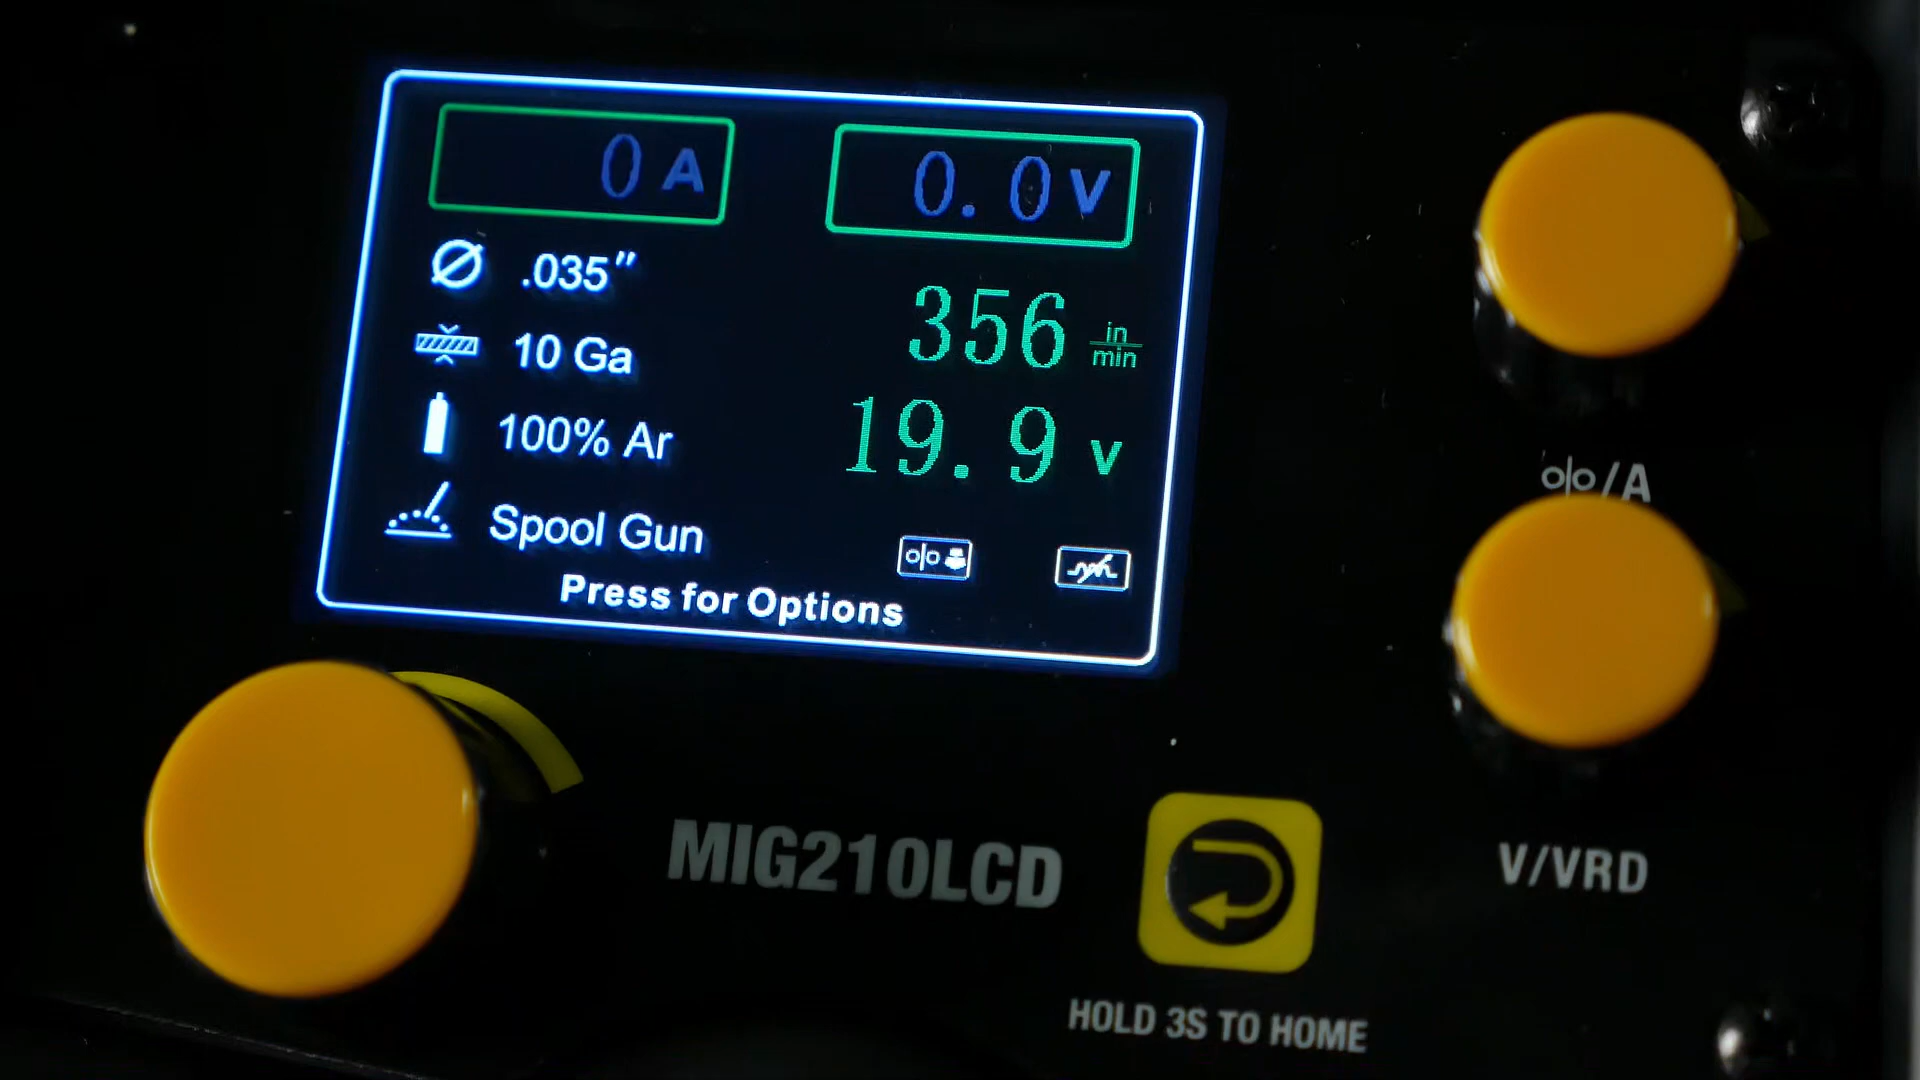 0 A
0.0 V
.035"
356 in/min
10 Ga
19.9 V
100% Ar
Spool Gun
Press for Options
/A
MIG210LCD
V/VRD
HOLD 3S TO HOME